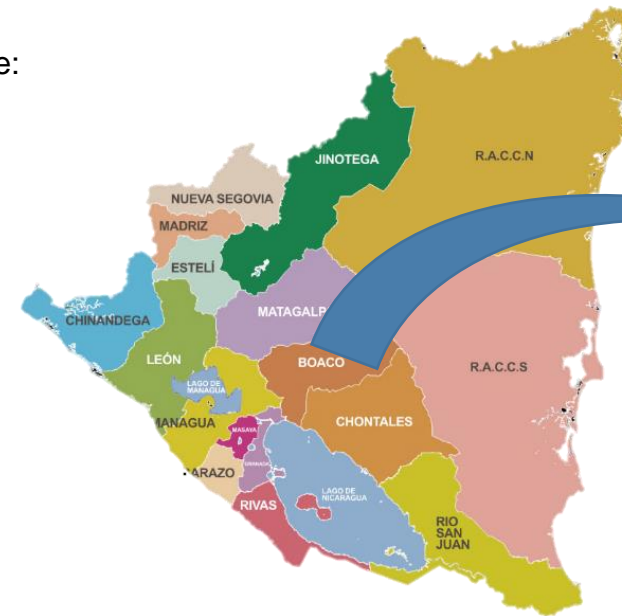 e:
JINOTEGA
R.A.C.C.N
NUEVA SEGOVIA
MADRIZ
ESTELÍ
CHINANDEGA
MATAGALP
LEÓN
BOACO
R.A.C.C.S
LAGO DE
MANAGUA
CHONTALES
MANAGUA
MASAYA
GRANADA
ARAZO
LAGO DE
NICARAGUA
RIVAS
RIO
SAN
JUAN